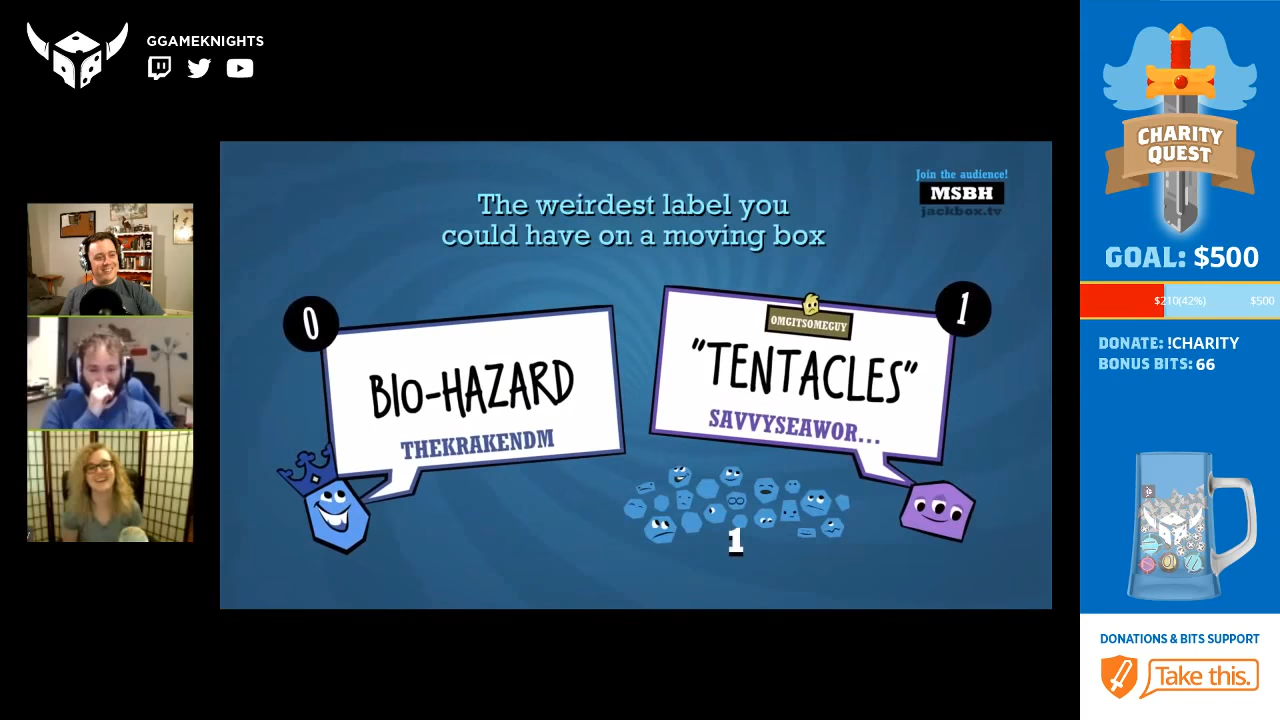 GGAMEKNIGHTS
The weirdest label you
could have on a moving box
Join the audience!
MSBH
jackbox.tv
0
BIO-HAZARD
THEKRAKENDM
1
OMGITSOMEGUY
"TENTACLES"
SAVVYSEAWOR...
1
CHARITY
QUEST
GOAL: $500
$210(42%) $500
DONATE: !CHARITY
BONUS BITS: 66
DONATIONS & BITS SUPPORT
Take this.